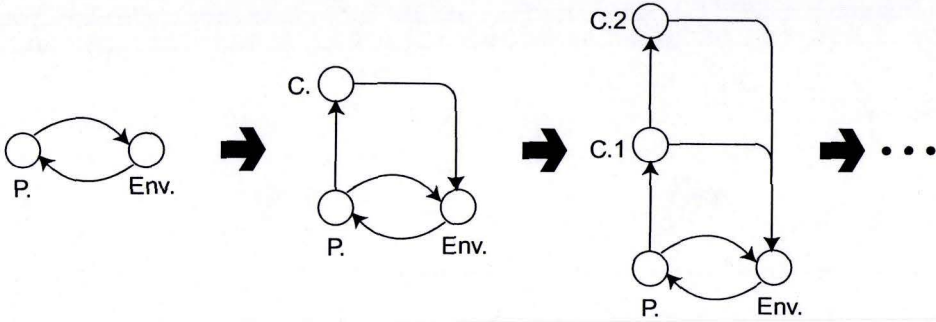 P.
Env.
C.
P.
Env.
C.2
C.1
P.
Env.
• • •